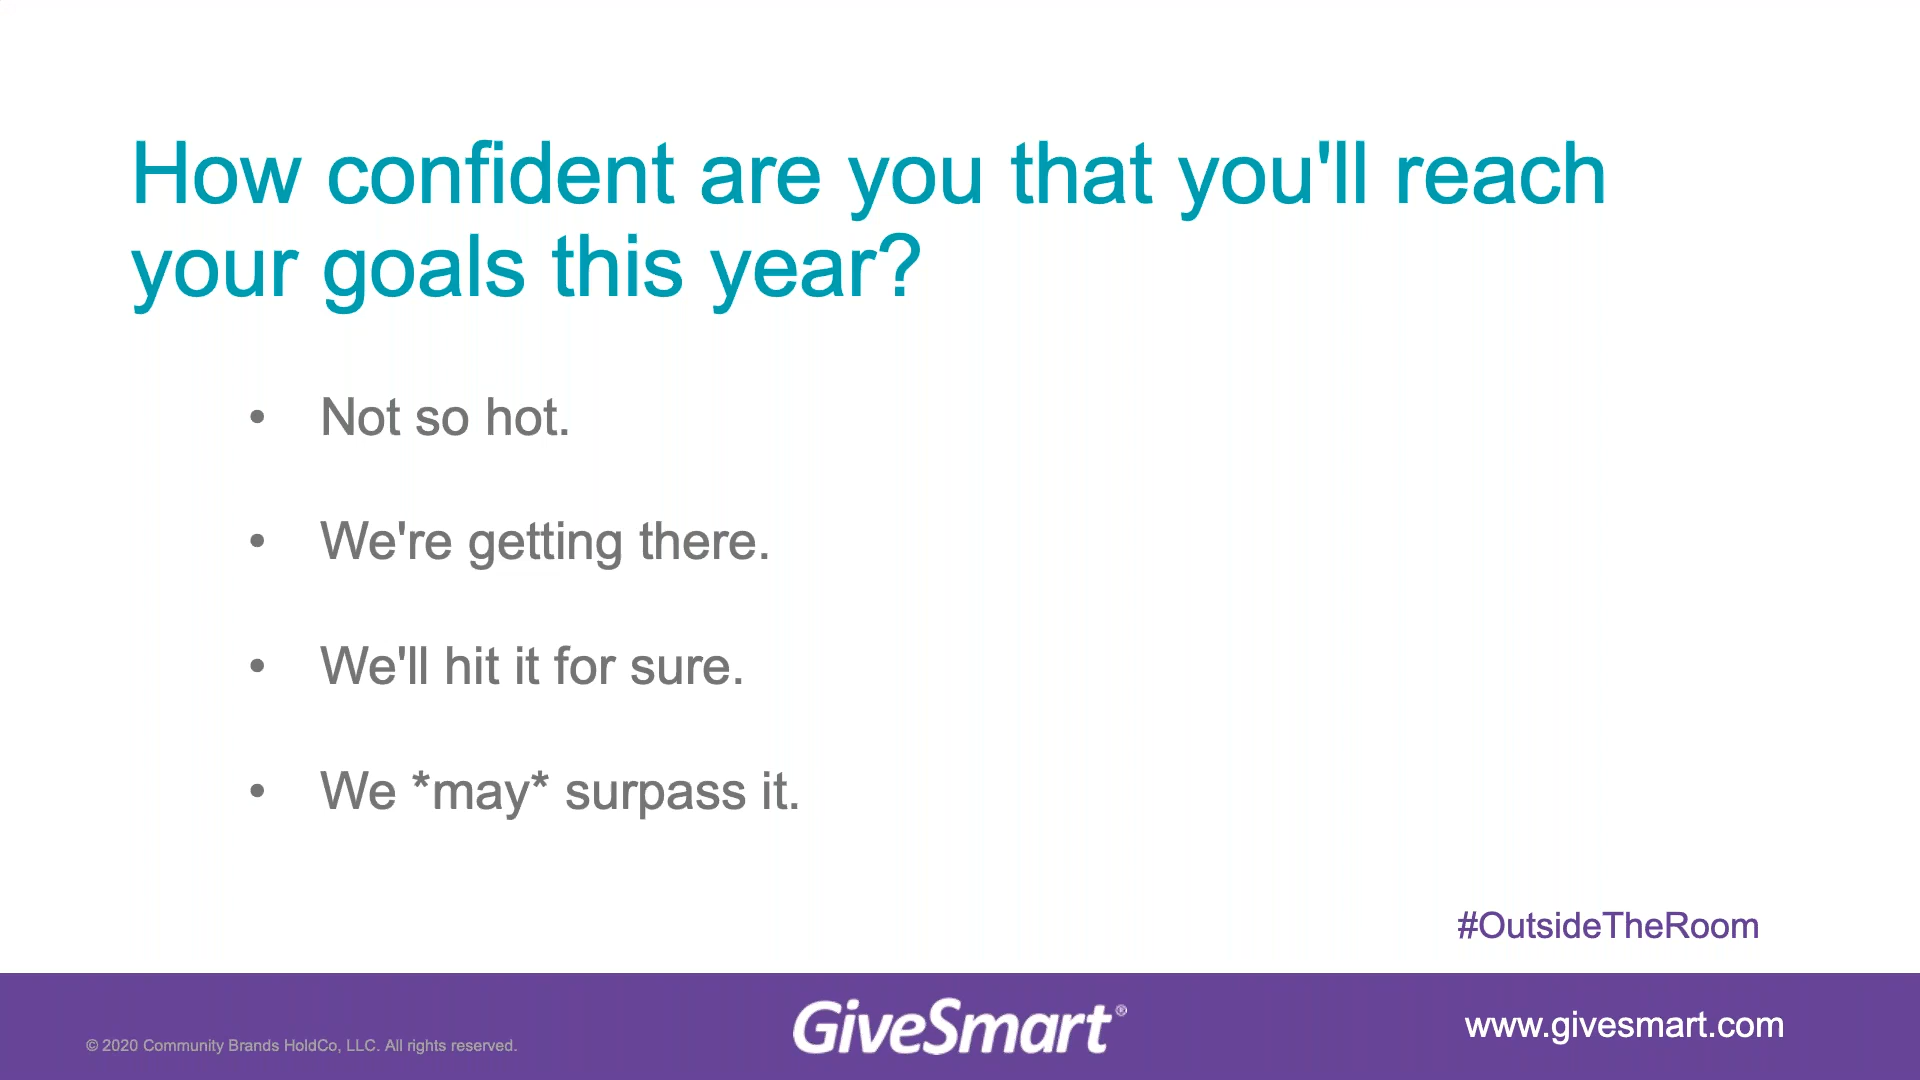 How confident are you that you'll reach
your goals this year?
• Not so hot.
• We're getting there.
• We'll hit it for sure.
• We *may* surpass it.
#OutsideTheRoom
© 2020 Community Brands HoldCo, LLC. All rights reserved.
GiveSmart®
www.givesmart.com